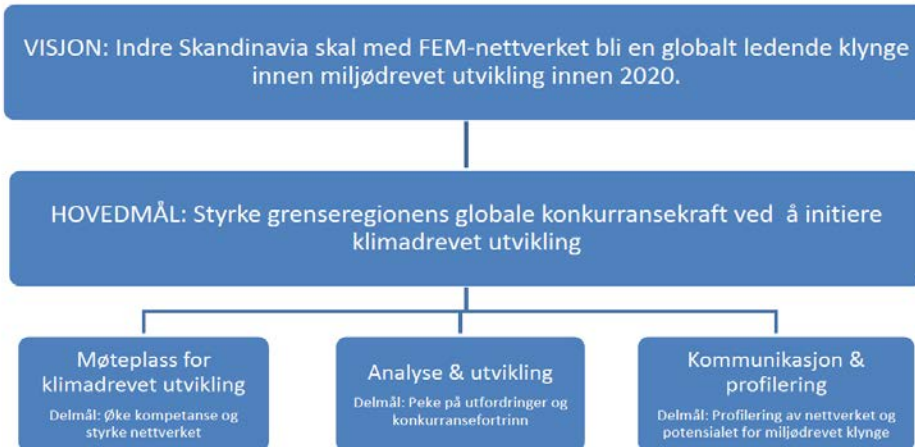 VISJON: Indre Skandinavia skal med FEM-nettverket bli en globalt ledende klynge
innen miljødrevet utvikling innen 2020.
HOVEDMÅL: Styrke grenseregionens globale konkurransekraft ved å initiere
klimadrevet utvikling
Møteplass for
klimadrevet utvikling
Delmål: Øke kompetanse og
styrke nettverket
Analyse & utvikling
Delmål: Peke på utfordringer og
konkurransefortrinn
Kommunikasjon &
profilering
Delmål: Profilering av nettverket og
potensialet for miljødrevet klynge